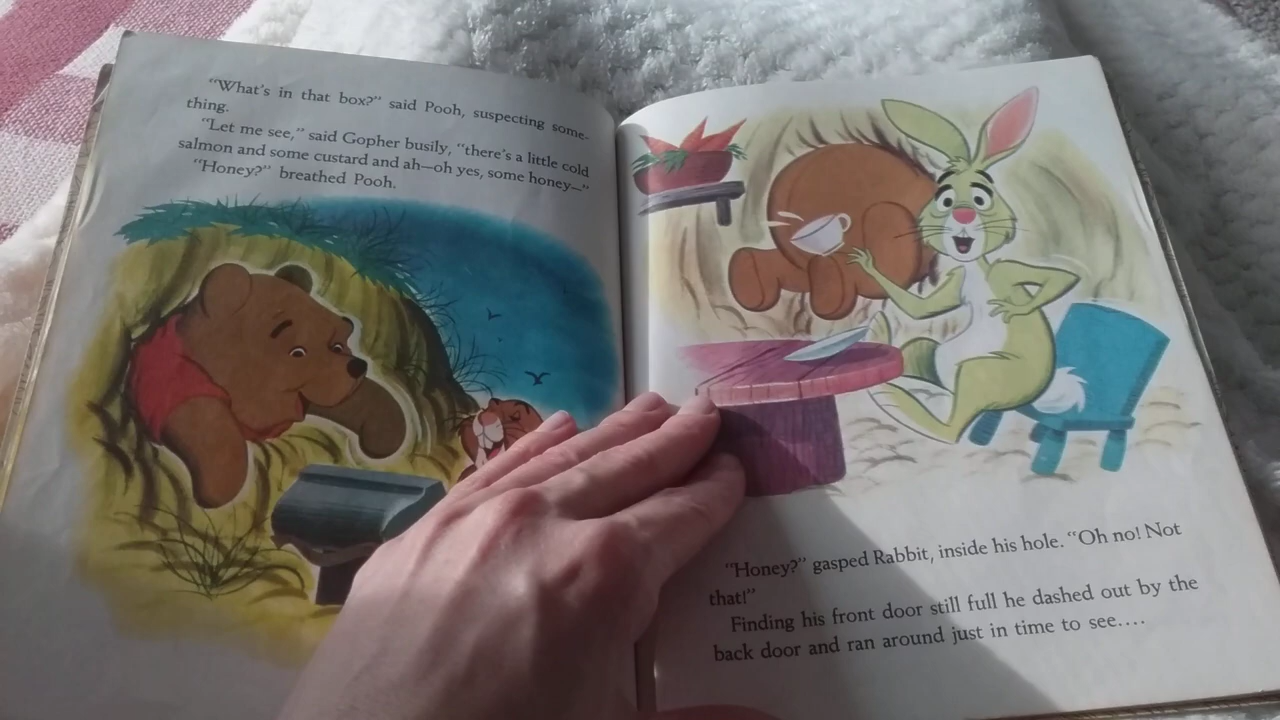 "What's in that box?" said Pooh, suspecting some-
thing.
"Let me see," said Gopher busily, "there's a little cold
salmon and some custard and ah—oh yes, some honey—"
"Honey?" breathed Pooh.
"Honey?" gasped Rabbit, inside his hole. "Oh no! Not
that!"
Finding his front door still full he dashed out by the
back door and ran around just in time to see....